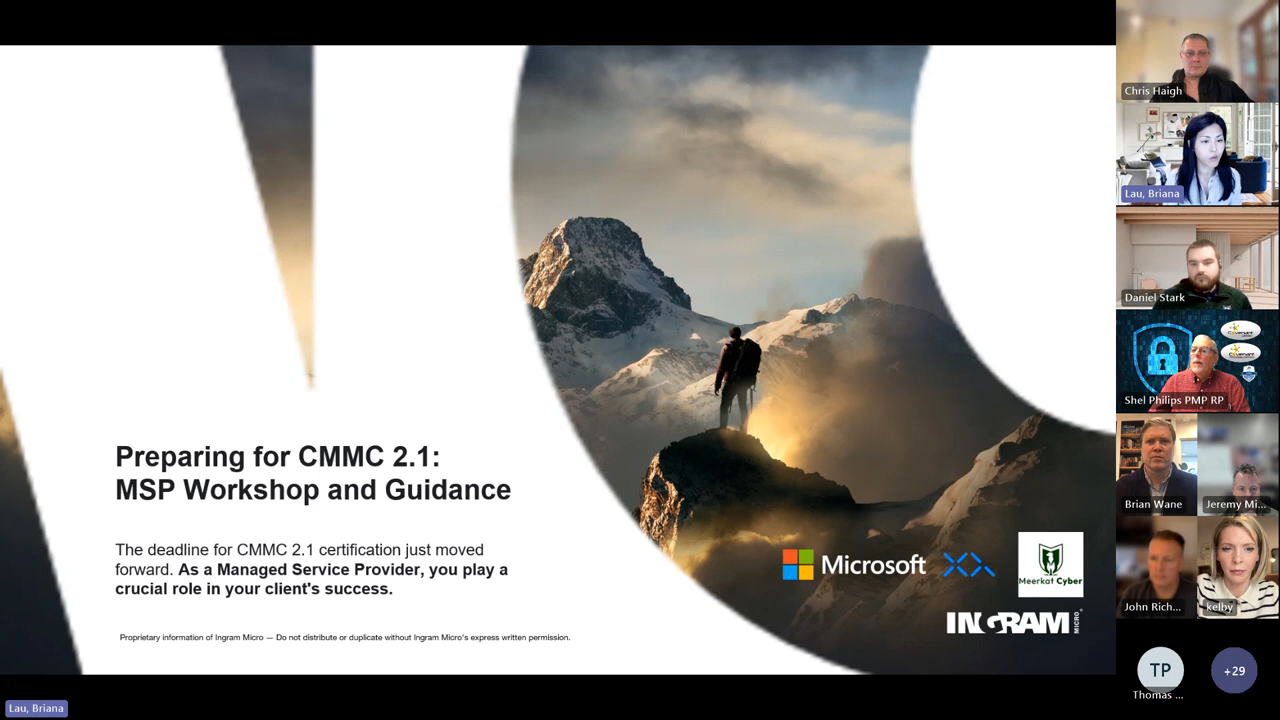 Preparing for CMMC 2.1:
MSP Workshop and Guidance
The deadline for CMMC 2.1 certification just moved
forward. As a Managed Service Provider, you play a
crucial role in your client's success.
Proprietary information of Ingram Micro — Do not distribute or duplicate without Ingram Micro's express written permission.
Microsoft
Meerkat Cyber
INGRAM MICRO
Lau, Briana
Chris Haigh
Lau, Briana
Daniel Stark
Shel Philips PMP RP
Brian Wane
Jeremy Mi...
John Rich...
kelby
TP
Thomas ...
+29